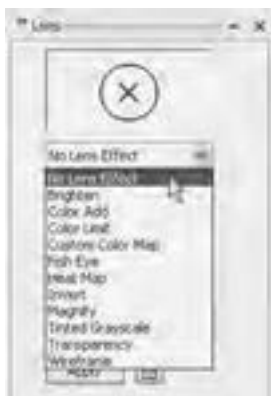 Lens
No Lens Effect
No Lens Effect
Brighten
Color Add
Color Limit
Custom Color Map
Fish Eye
Heat Map
Invert
Magnify
Tinted Grayscale
Transparency
Wireframe
Apply